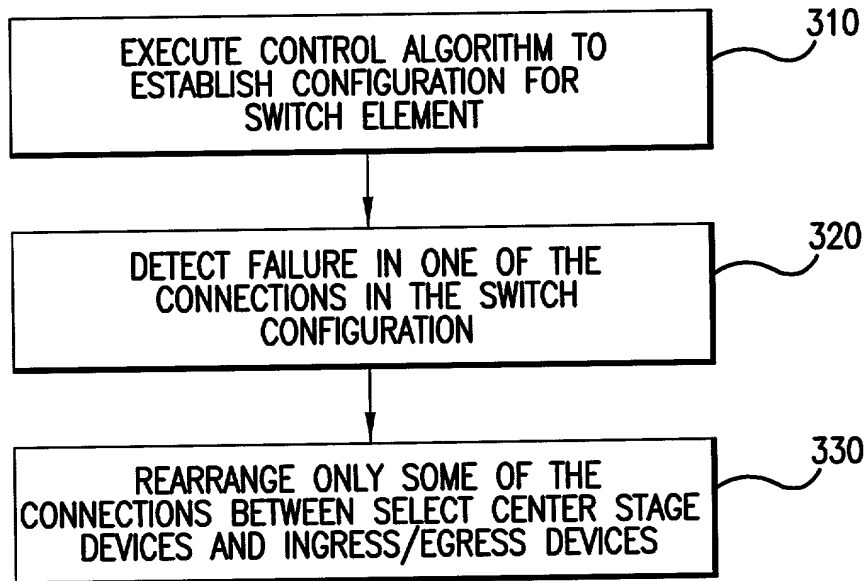 EXECUTE CONTROL ALGORITHM TO
ESTABLISH CONFIGURATION FOR
SWITCH ELEMENT
310
DETECT FAILURE IN ONE OF THE
CONNECTIONS IN THE SWITCH
CONFIGURATION
320
REARRANGE ONLY SOME OF THE
CONNECTIONS BETWEEN SELECT CENTER STAGE
DEVICES AND INGRESS/EGRESS DEVICES
330